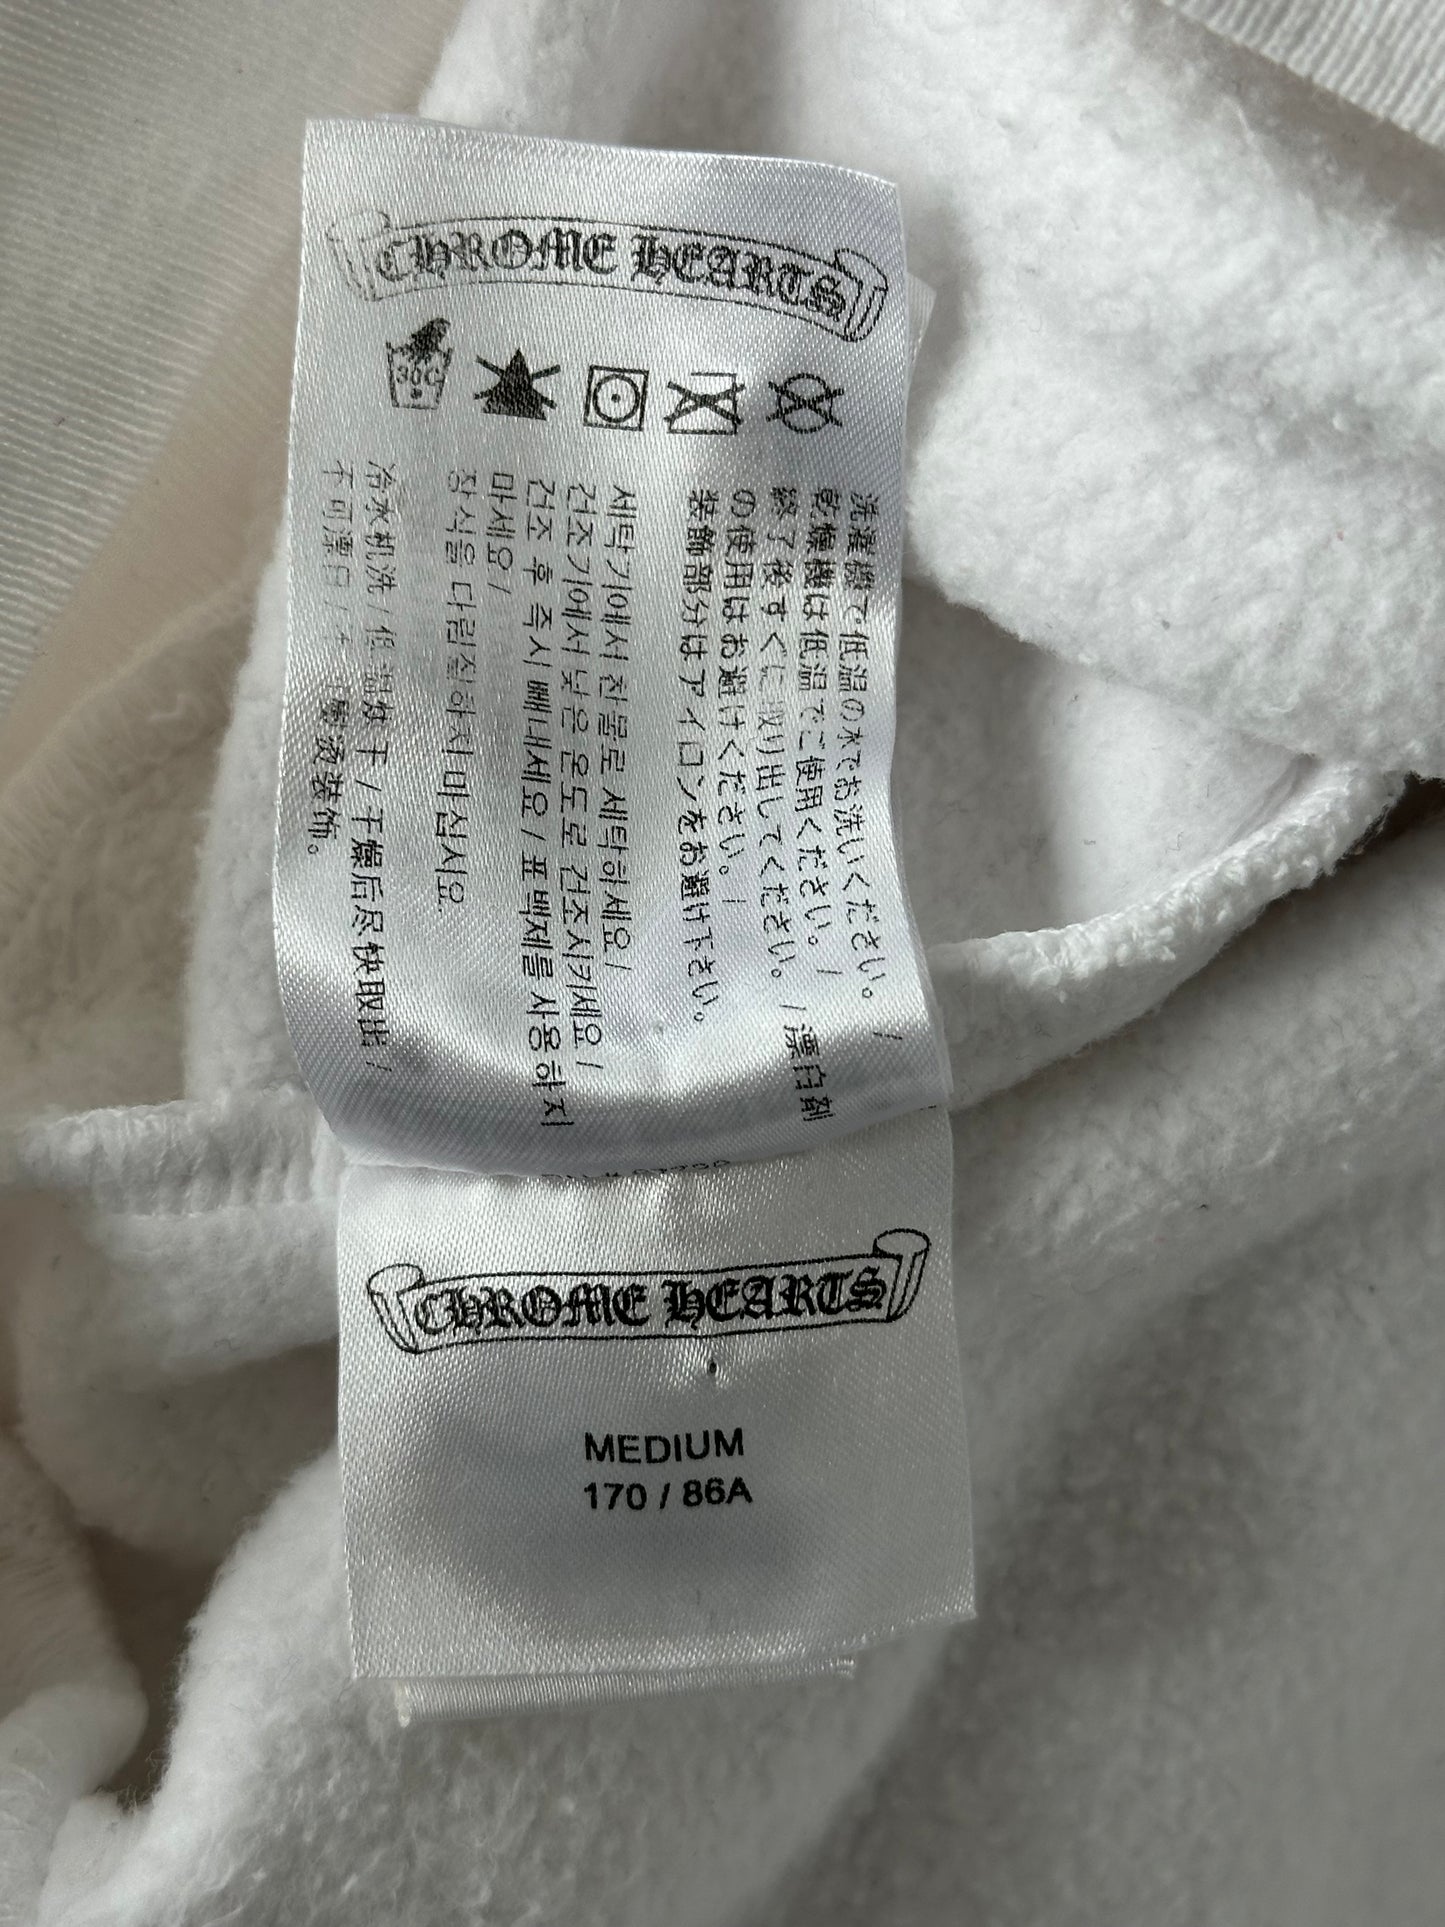 CHROME HEARTS
30C
洗濯機で低温の水でお洗いください。 /
乾燥機は低温でご使用ください。 /
終了後すぐに取り出してください。 / 漂白剤
の使用はお避けください。 /
装飾部分はアイロンをお避け下さい。
세탁기에서 찬물로 세탁하세요 /
건조기에서 낮은 온도로 건조시키세요 /
건조 후 즉시 빼내세요 / 표백제를 사용하지
마세요 /
장식을 다림질하지 마십시요.
冷水机洗 / 低温烘干 / 干燥后尽快取出 /
不可漂白 / 熨烫装饰。
CHROME HEARTS
MEDIUM
170 / 86A